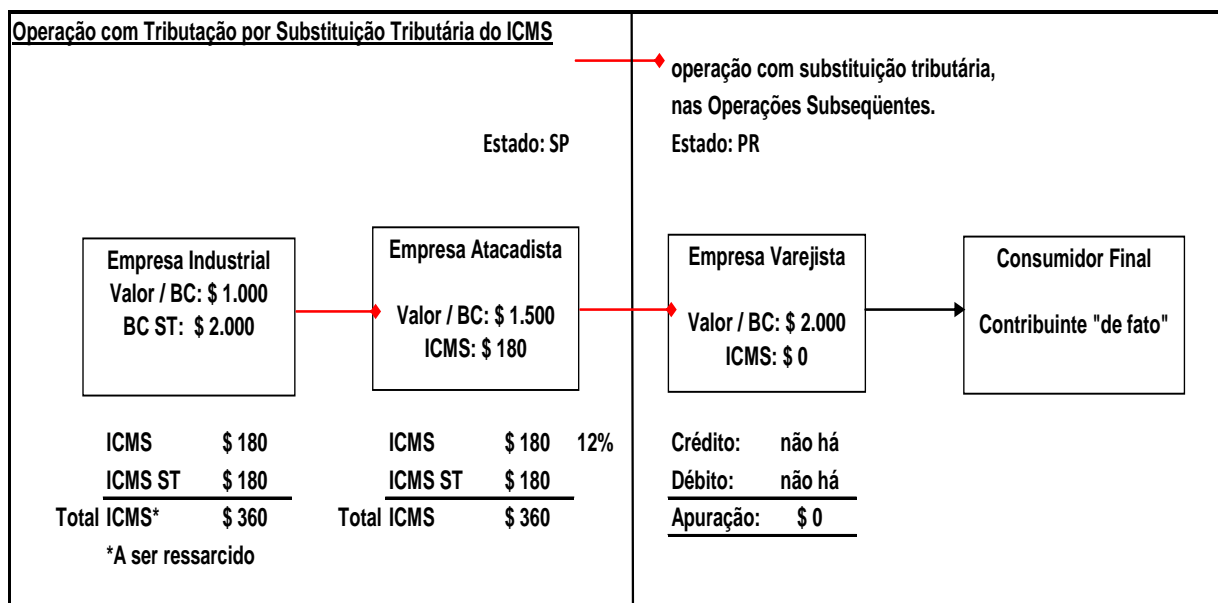 Operação com Tributação por Substituição Tributária do ICMS
operação com substituição tributária,
nas Operações Subseqüentes.
Estado: SP
Estado: PR
Empresa Industrial
Valor / BC: $ 1.000
BC ST: $ 2.000
Empresa Atacadista
Valor / BC: $ 1.500
ICMS: $ 180
Empresa Varejista
Valor / BC: $ 2.000
ICMS: $ 0
Consumidor Final
Contribuinte "de fato"
ICMS $ 180
ICMS ST $ 180
Total ICMS* $ 360
*A ser ressarcido
ICMS $ 180 12%
ICMS ST $ 180
Total ICMS $ 360
Crédito: não há
Débito: não há
Apuração: $ 0